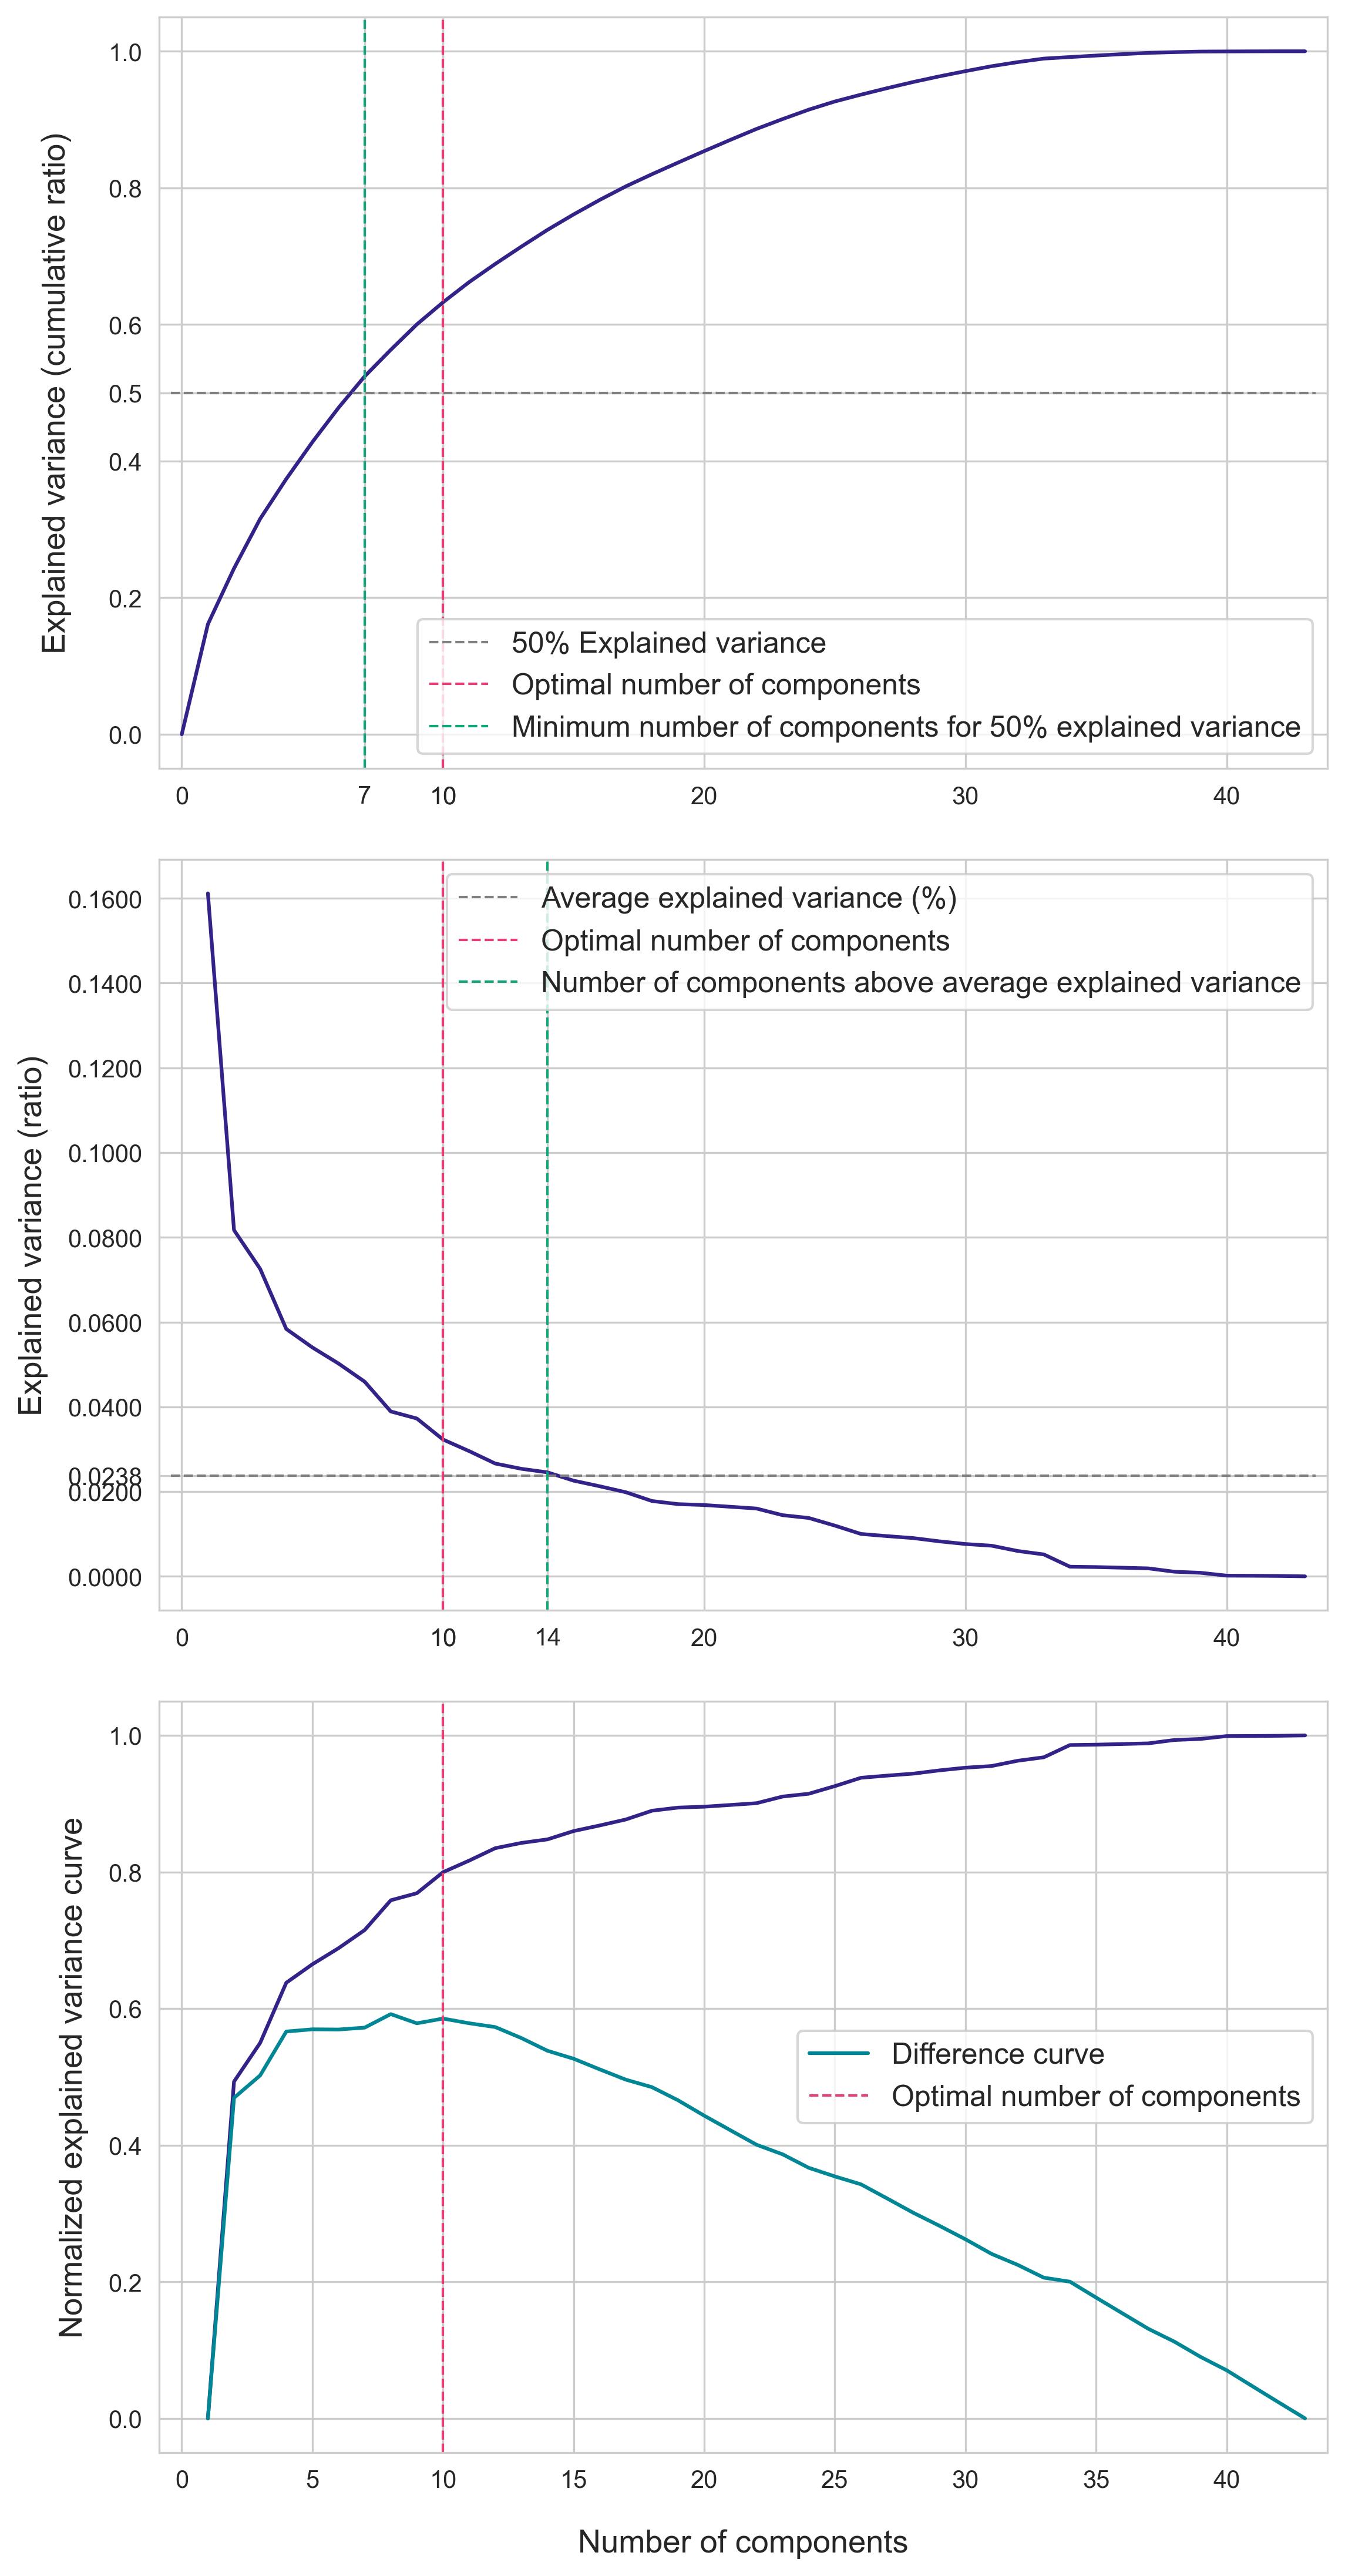 Explained variance (cumulative ratio)
1.0
0.8
0.6
0.5
0.4
0.2
0.0
50% Explained variance
Optimal number of components
Minimum number of components for 50% explained variance
0 7 10 20 30 40
Explained variance (ratio)
0.1600
0.1400
0.1200
0.1000
0.0800
0.0600
0.0400
0.0238
0.0200
0.0000
Average explained variance (%)
Optimal number of components
Number of components above average explained variance
0 10 14 20 30 40
Normalized explained variance curve
1.0
0.8
0.6
0.4
0.2
0.0
Difference curve
Optimal number of components
0 5 10 15 20 25 30 35 40
Number of components